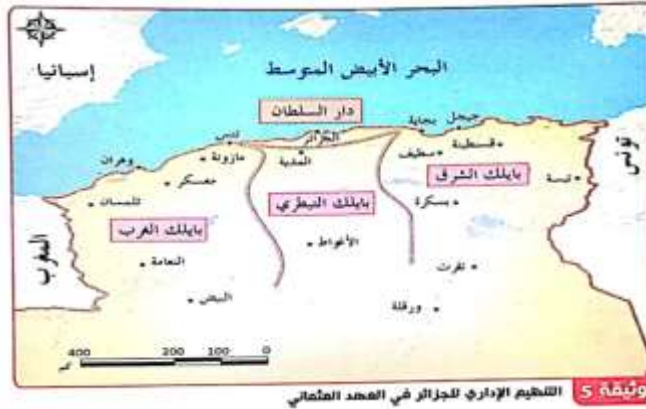 إسبانيا
البحر الأبيض المتوسط
دار السلطان
الجزائر
تنس
بجاية
جيجل
قسنطينة
سطيف
المدية
مازونة
وهران
معسكر
تلمسان
تبسة
تونس
بايلك الشرق
بسكرة
بايلك التيطري
بايلك الغرب
الأغواط
المغرب
النعامة
البيض
تقرت
ورقلة
400 200 100 0
كم
وثيقة 5 التنظيم الإداري للجزائر في العهد العثماني